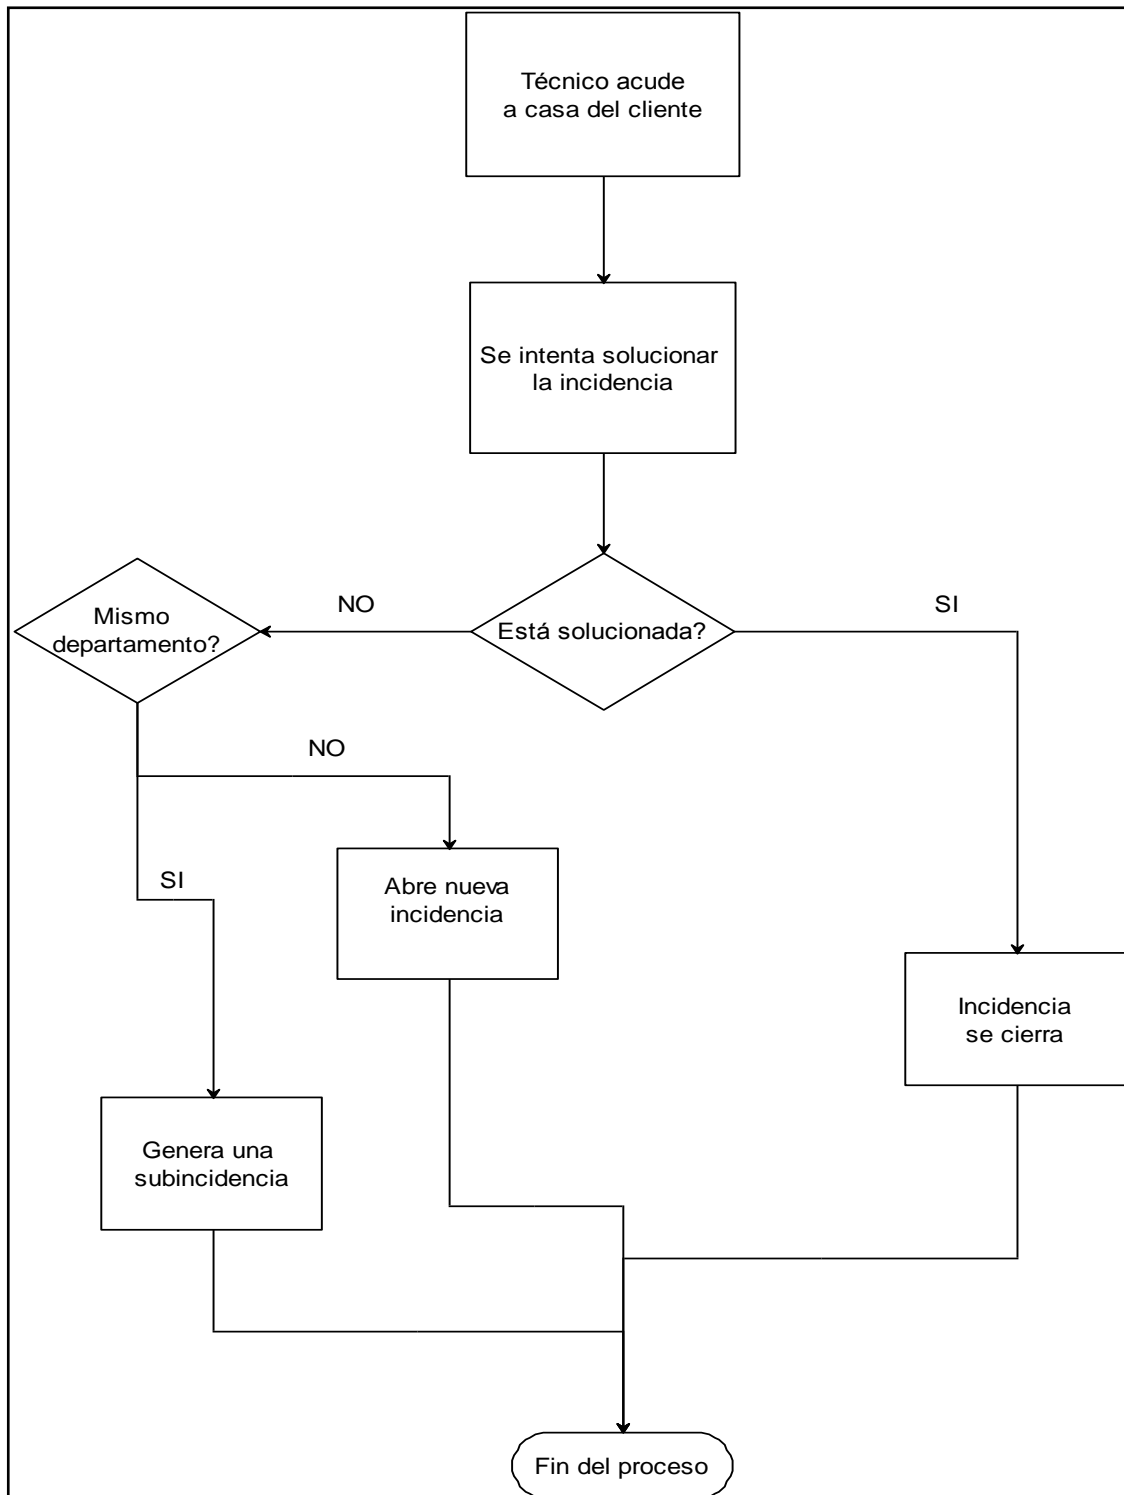 Técnico acude
a casa del cliente
Se intenta solucionar
la incidencia
Está solucionada?
NO
SI
Mismo
departamento?
NO
SI
Abre nueva
incidencia
Incidencia
se cierra
Genera una
subincidencia
Fin del proceso